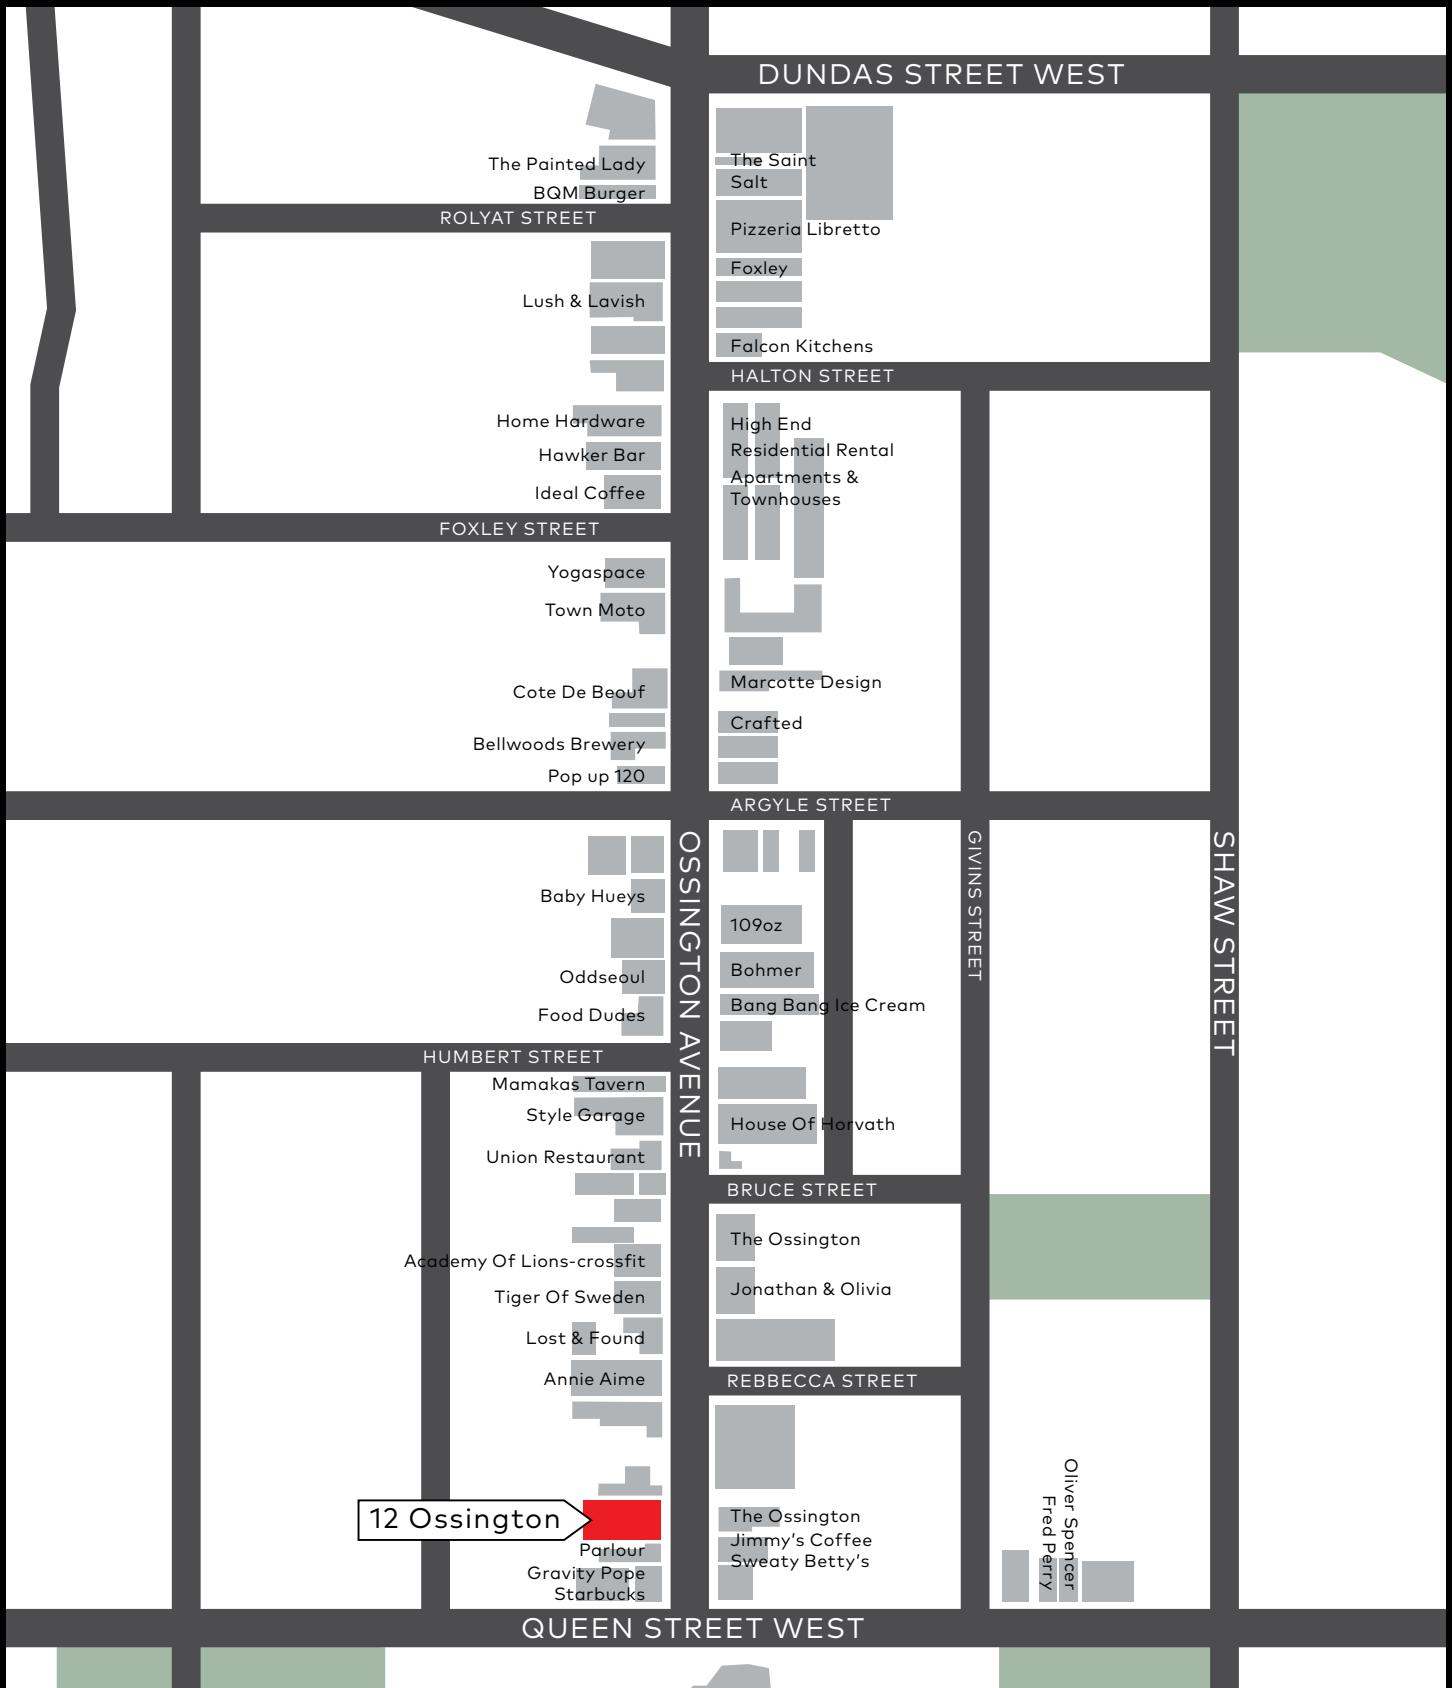 DUNDAS STREET WEST
The Painted Lady
BQM Burger
ROLYAT STREET
The Saint
Salt
Pizzeria Libretto
Foxley
Falcon Kitchens
HALTON STREET
Lush & Lavish
Home Hardware
Hawker Bar
Ideal Coffee
FOXLEY STREET
High End
Residential Rental
Apartments &
Townhouses
Yogaspace
Town Moto
Cote De Beouf
Bellwoods Brewery
Pop up 120
Marcotte Design
Crafted
ARGYLE STREET
OSSINGTON AVENUE
GIVINS STREET
SHAW STREET
Baby Hueys
Oddseoul
Food Dudes
HUMBERT STREET
109oz
Bohmer
Bang Bang Ice Cream
House Of Horvath
BRUCE STREET
Mamakas Tavern
Style Garage
Union Restaurant
Academy Of Lions-crossfit
Tiger Of Sweden
Lost & Found
Annie Aime
The Ossington
Jonathan & Olivia
REBBECCA STREET
12 Ossington
Parlour
Gravity Pope
Starbucks
The Ossington
Jimmy’s Coffee
Sweaty Betty’s
Oliver Spencer
Fred Perry
QUEEN STREET WEST